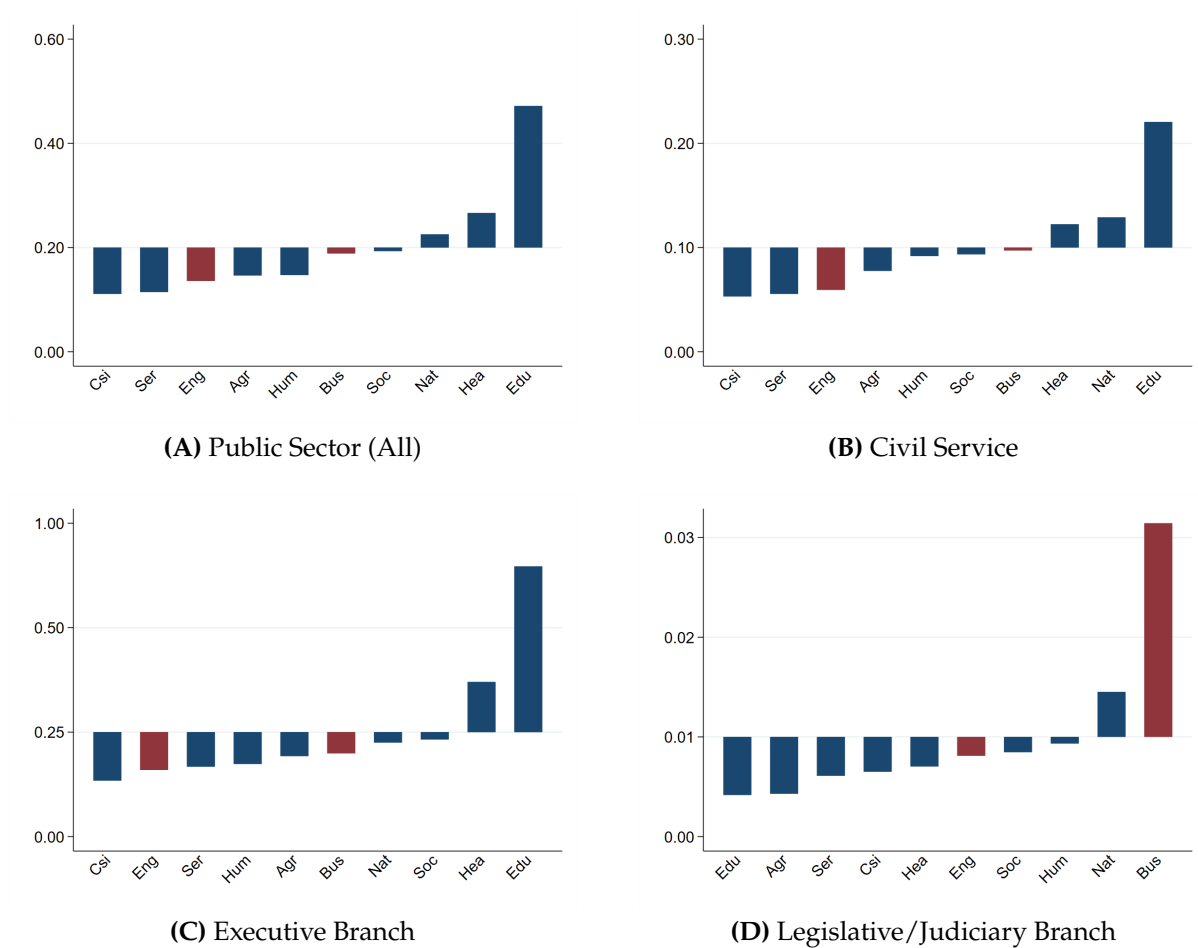 0.60
0.40
0.20
0.00
Csi Ser Eng Agr Hum Bus Soc Nat Hea Edu
(A) Public Sector (All)
0.30
0.20
0.10
0.00
Csi Ser Eng Agr Hum Soc Bus Hea Nat Edu
(B) Civil Service
1.00
0.50
0.25
0.00
Csi Eng Ser Hum Agr Bus Nat Soc Hea Edu
(C) Executive Branch
0.03
0.02
0.01
0.00
Edu Agr Ser Csi Hea Eng Soc Hum Nat Bus
(D) Legislative/Judiciary Branch